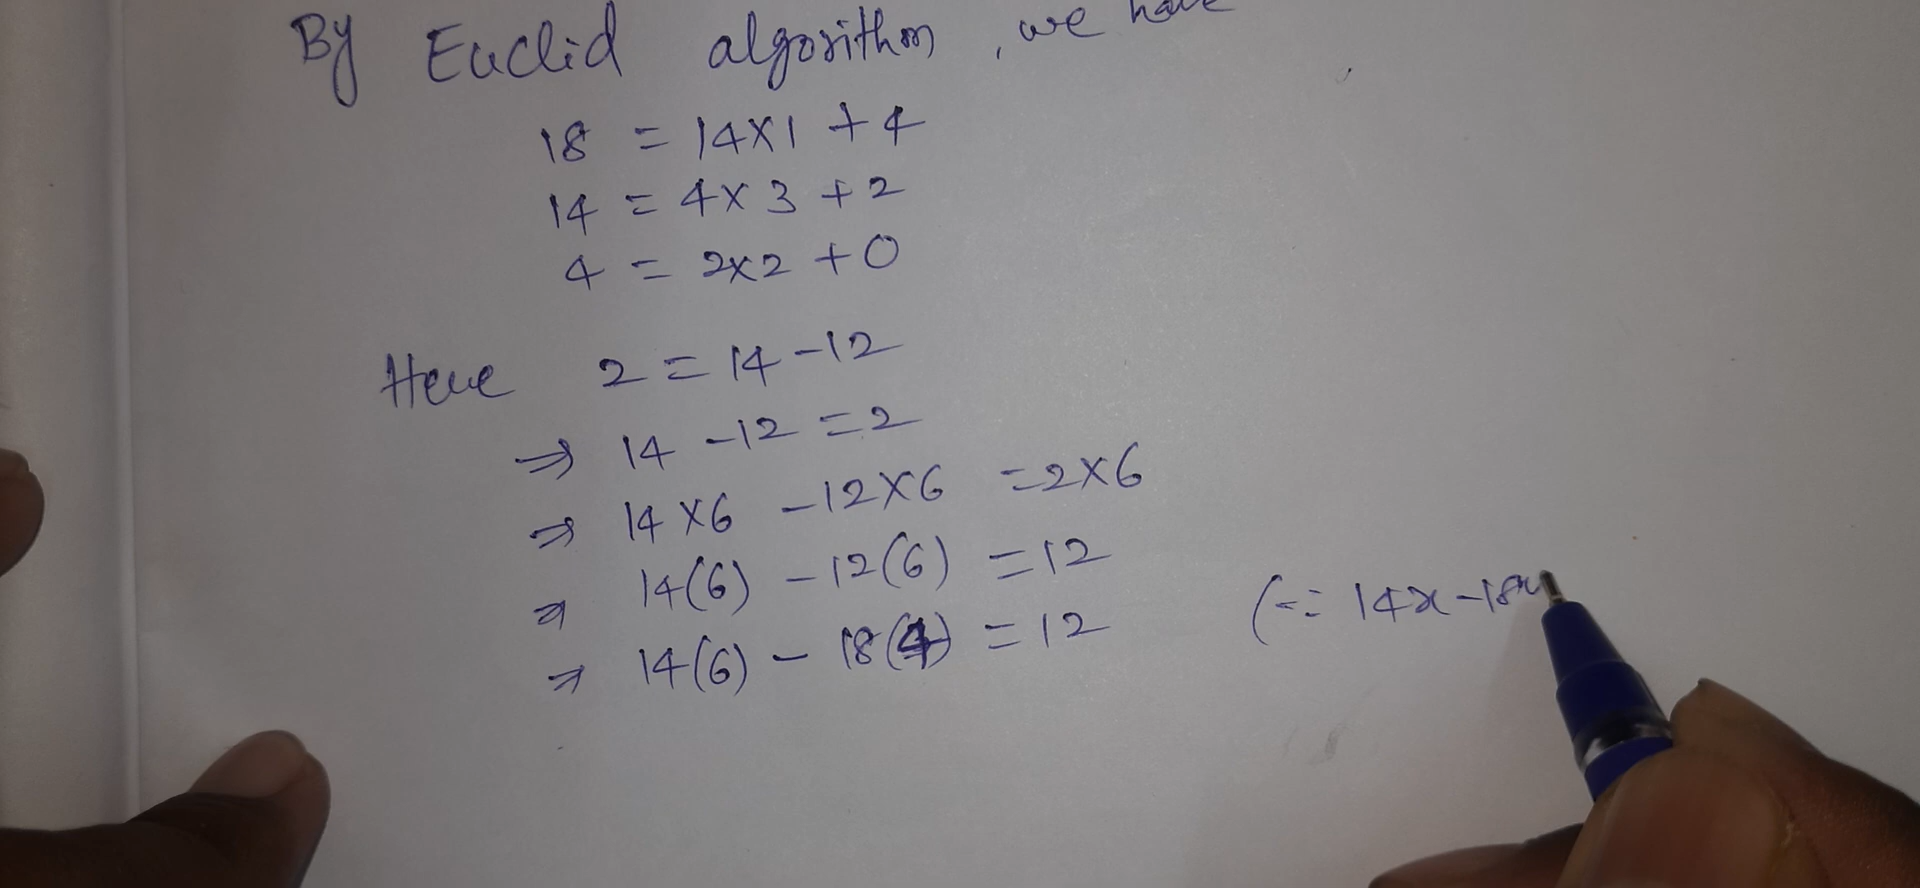 By Euclid algorithm, we have
18 = 14×1 + 4
14 = 4×3 + 2
4 = 2×2 + 0
Here 2 = 14 - 12
⇒ 14 - 12 = 2
⇒ 14×6 - 12×6 = 2×6
⇒ 14(6) - 12(6) = 12
⇒ 14(6) - 18(4) = 12 (∵ 14x - 18